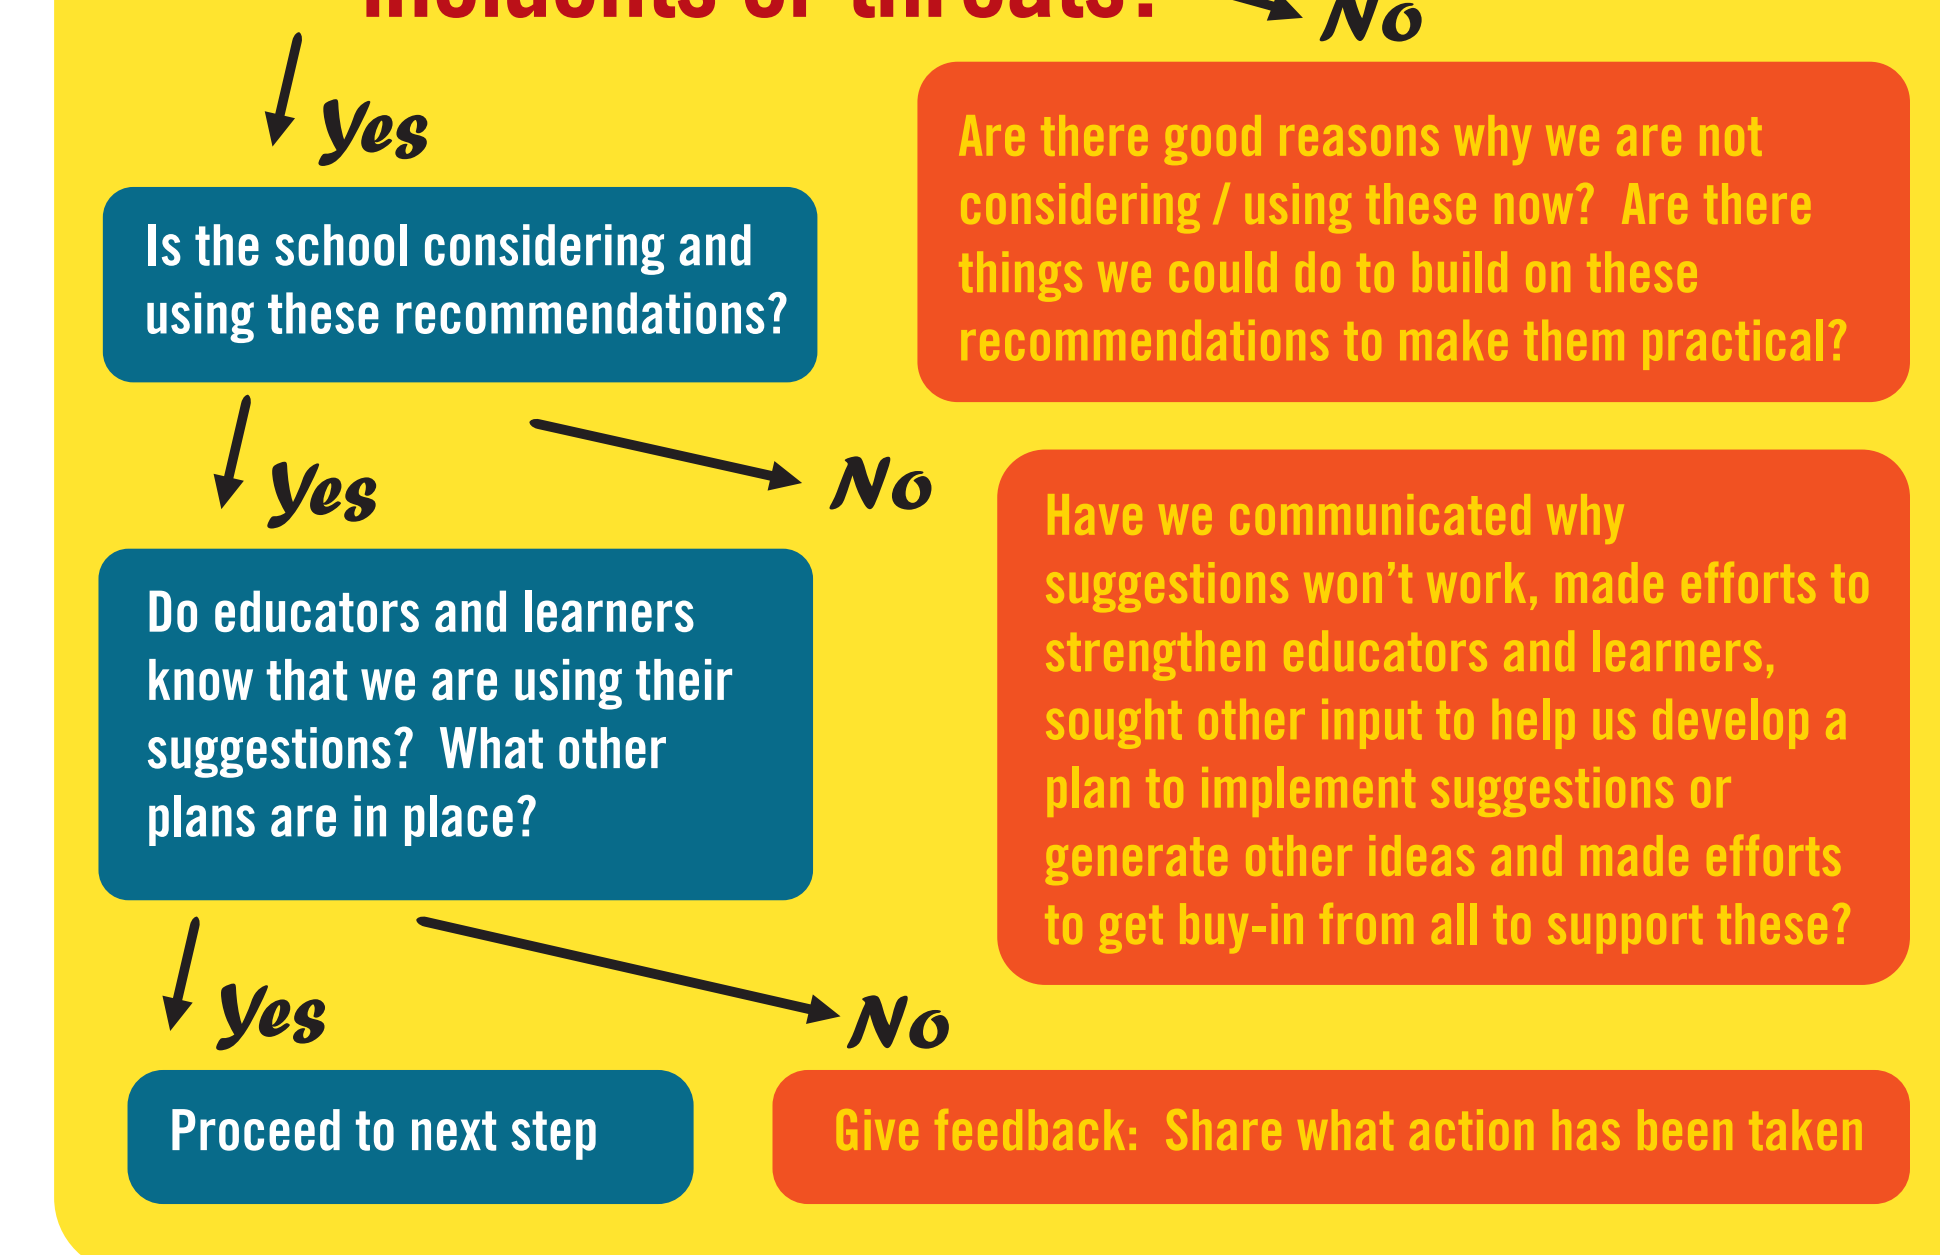 incidents or threats?
No
Yes
Are there good reasons why we are not
considering / using these now?  Are there
things we could do to build on these
recommendations to make them practical?
Is the school considering and
using these recommendations?
Yes
No
Have we communicated why
suggestions won’t work, made efforts to
strengthen educators and learners,
sought other input to help us develop a
plan to implement suggestions or
generate other ideas and made efforts
to get buy-in from all to support these?
Do educators and learners
know that we are using their
suggestions?  What other
plans are in place?
Yes
No
Proceed to next step
Give feedback:  Share what action has been taken